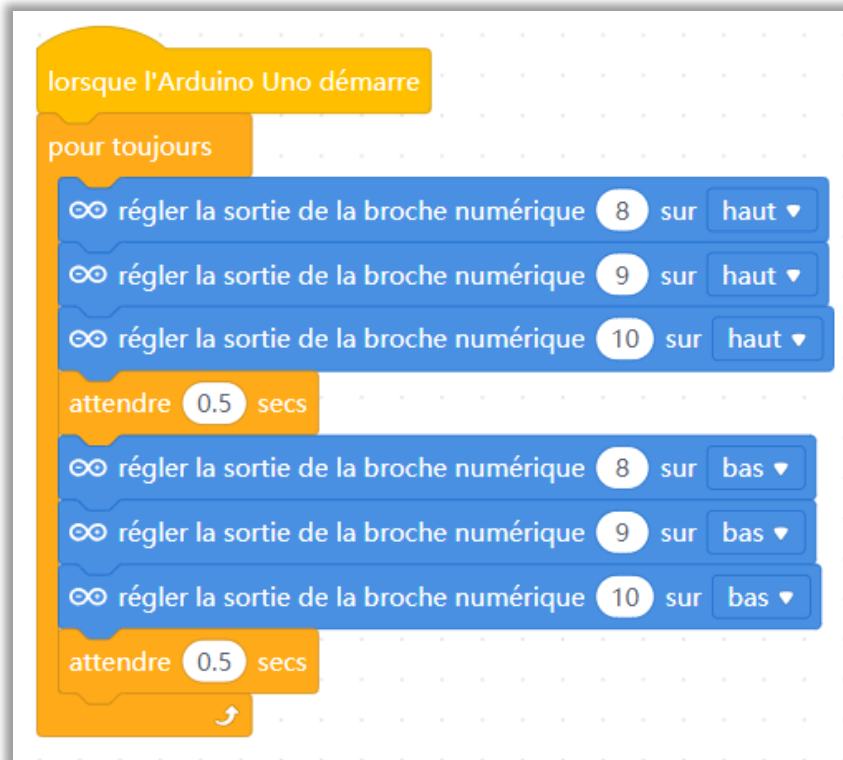 lorsque l'Arduino Uno démarre
pour toujours
régler la sortie de la broche numérique 8 sur haut
régler la sortie de la broche numérique 9 sur haut
régler la sortie de la broche numérique 10 sur haut
attendre 0.5 secs
régler la sortie de la broche numérique 8 sur bas
régler la sortie de la broche numérique 9 sur bas
régler la sortie de la broche numérique 10 sur bas
attendre 0.5 secs